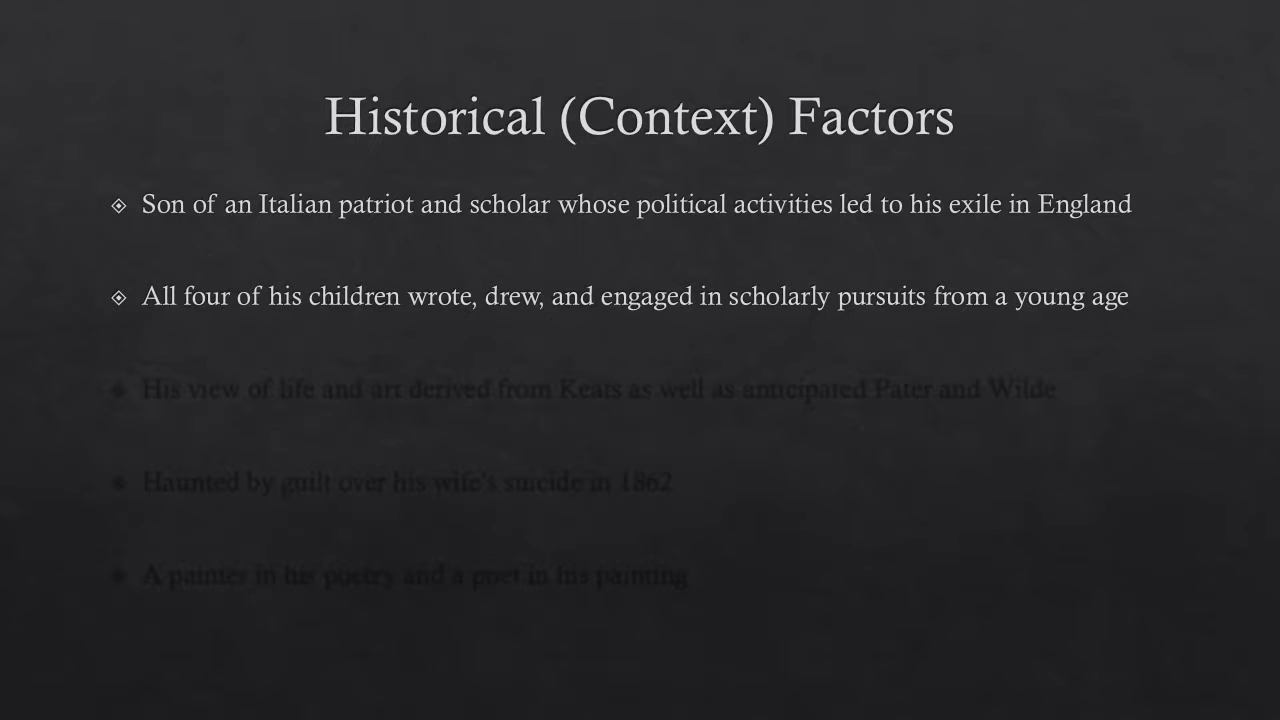 Historical (Context) Factors
Son of an Italian patriot and scholar whose political activities led to his exile in England
All four of his children wrote, drew, and engaged in scholarly pursuits from a young age
His view of life and art derived from Keats as well as anticipated Pater and Wilde
Haunted by guilt over his wife's suicide in 1862
A painter in his poetry and a poet in his painting